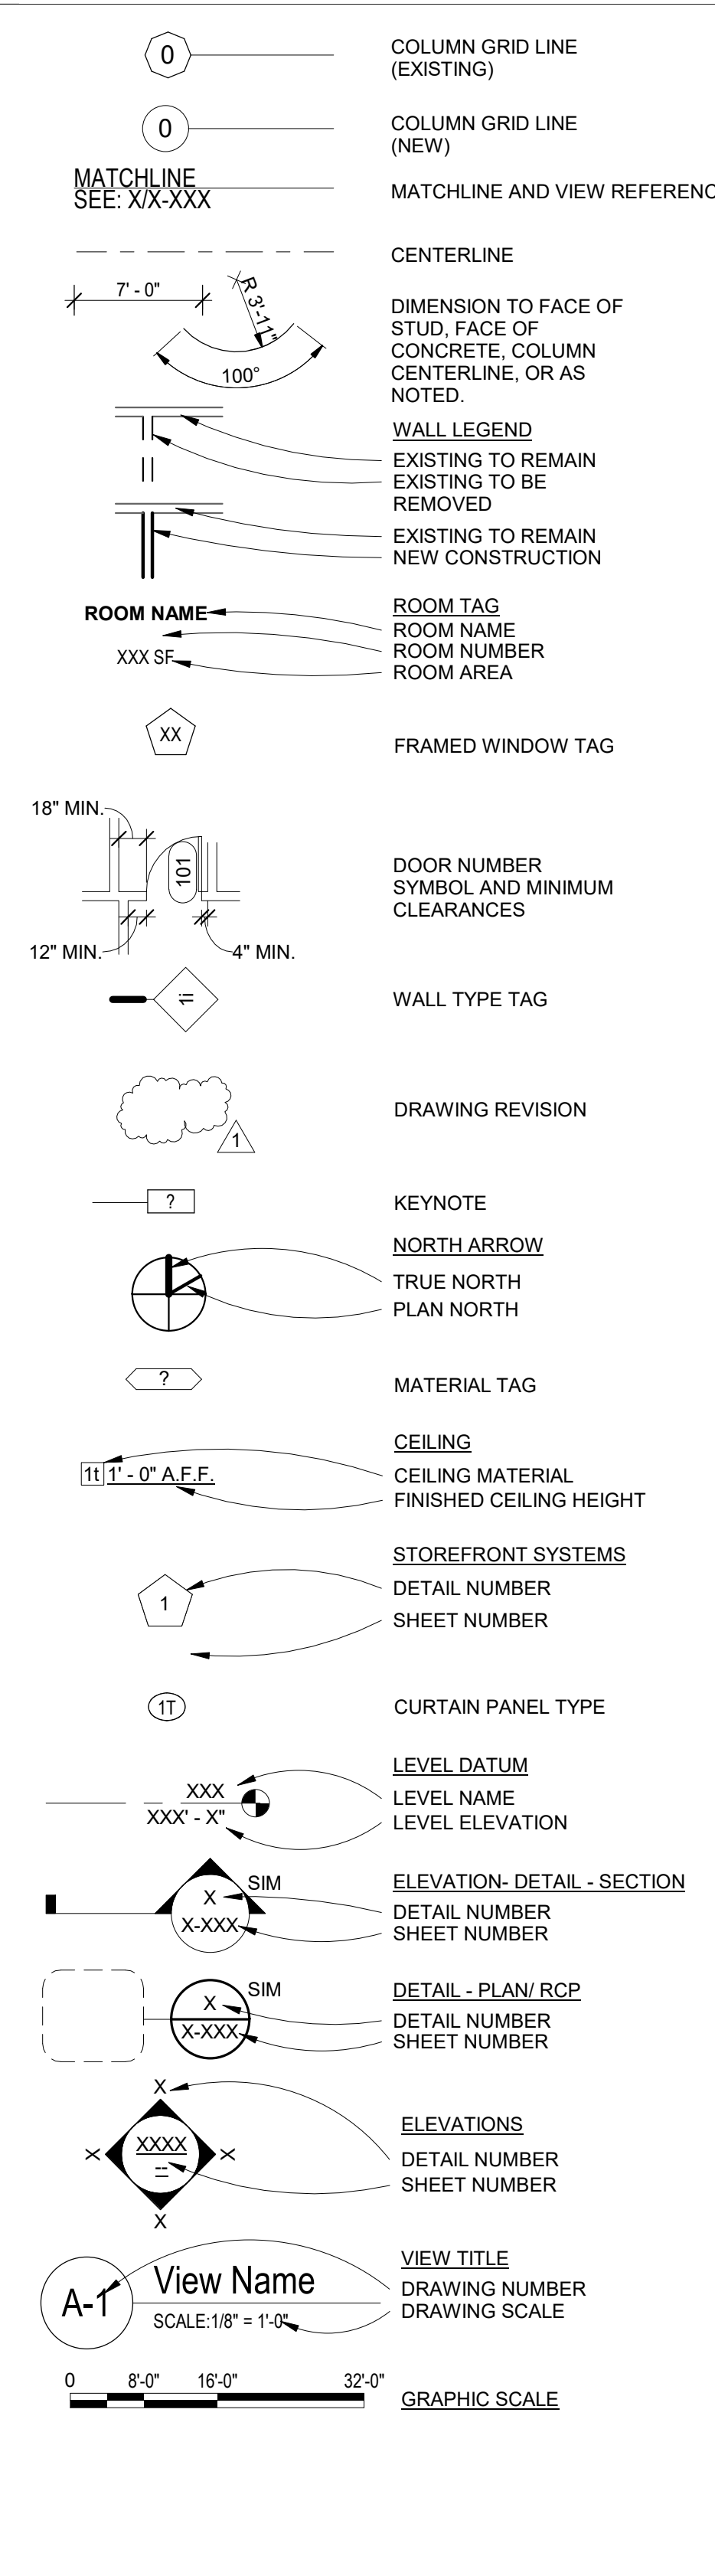 0
COLUMN GRID LINE
(EXISTING)
0
COLUMN GRID LINE
(NEW)
MATCHLINE
SEE: X/X-XXX
MATCHLINE AND VIEW REFERENC
CENTERLINE
7' - 0"
R 3'-11"
100°
DIMENSION TO FACE OF
STUD, FACE OF
CONCRETE, COLUMN
CENTERLINE, OR AS
NOTED.
WALL LEGEND
EXISTING TO REMAIN
EXISTING TO BE
REMOVED
EXISTING TO REMAIN
NEW CONSTRUCTION
ROOM NAME
XXX SF
ROOM TAG
ROOM NAME
ROOM NUMBER
ROOM AREA
XX
FRAMED WINDOW TAG
18" MIN.
101
12" MIN.
4" MIN.
DOOR NUMBER
SYMBOL AND MINIMUM
CLEARANCES
1i
WALL TYPE TAG
1
DRAWING REVISION
?
KEYNOTE
NORTH ARROW
TRUE NORTH
PLAN NORTH
?
MATERIAL TAG
1t 1' - 0" A.F.F.
CEILING
CEILING MATERIAL
FINISHED CEILING HEIGHT
1
STOREFRONT SYSTEMS
DETAIL NUMBER
SHEET NUMBER
1T
CURTAIN PANEL TYPE
XXX
XXX' - X"
LEVEL DATUM
LEVEL NAME
LEVEL ELEVATION
SIM
X
X-XXX
ELEVATION- DETAIL - SECTION
DETAIL NUMBER
SHEET NUMBER
SIM
X
X-XXX
DETAIL - PLAN/ RCP
DETAIL NUMBER
SHEET NUMBER
X
X
XXXX
--
X
X
ELEVATIONS
DETAIL NUMBER
SHEET NUMBER
A-1
View Name
SCALE:1/8" = 1'-0"
VIEW TITLE
DRAWING NUMBER
DRAWING SCALE
0 8'-0" 16'-0" 32'-0"
GRAPHIC SCALE